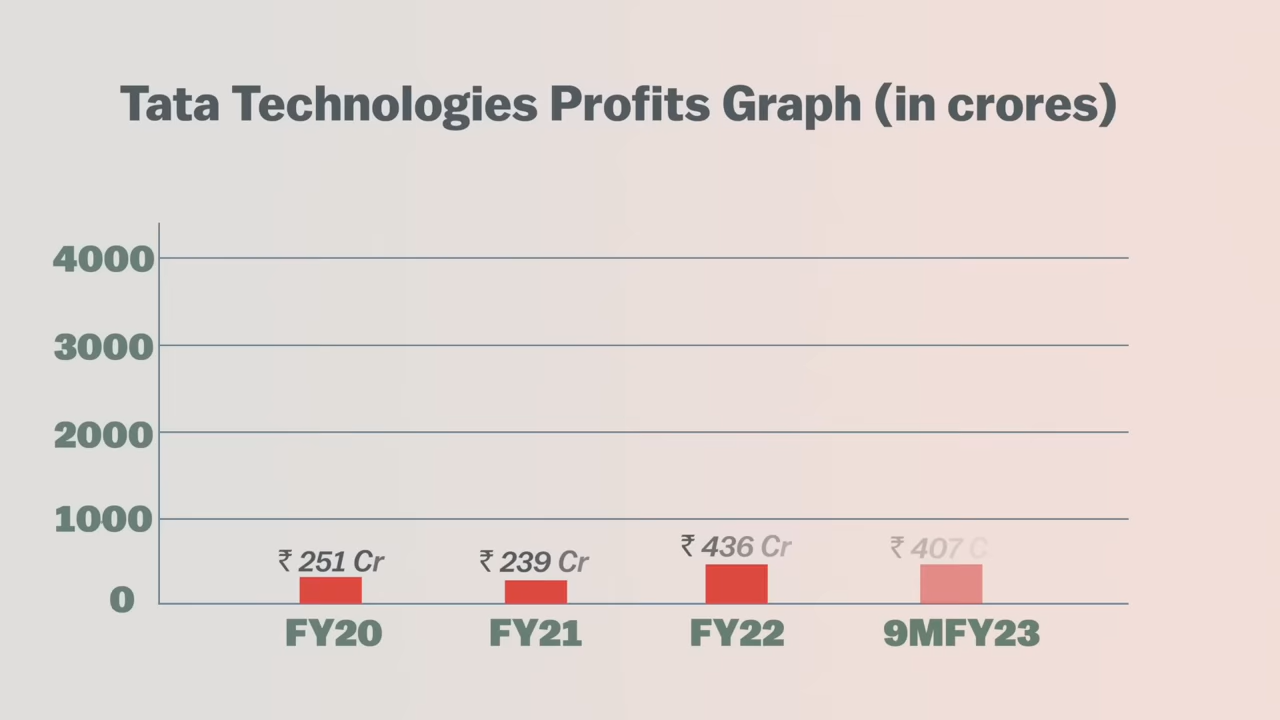 Tata Technologies Profits Graph (in crores)
4000
3000
2000
1000
0
₹ 251 Cr
₹ 239 Cr
₹ 436 Cr
₹ 407 C
FY20
FY21
FY22
9MFY23